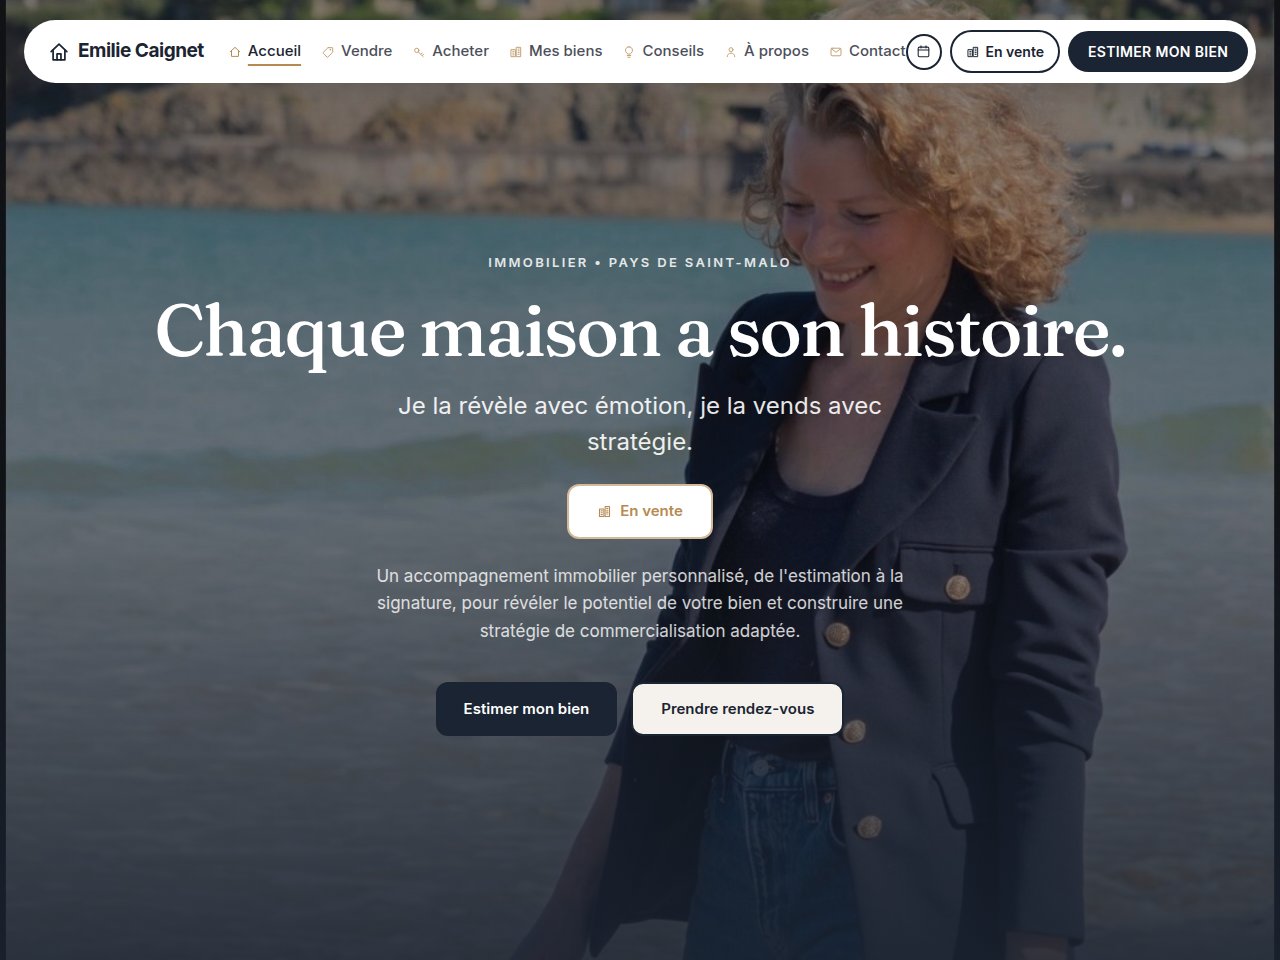 Emilie Caignet
Accueil
Vendre
Acheter
Mes biens
Conseils
À propos
Contact
En vente
ESTIMER MON BIEN
IMMOBILIER • PAYS DE SAINT-MALO
Chaque maison a son histoire.
Je la révèle avec émotion, je la vends avec
stratégie.
En vente
Un accompagnement immobilier personnalisé, de l'estimation à la
signature, pour révéler le potentiel de votre bien et construire une
stratégie de commercialisation adaptée.
Estimer mon bien
Prendre rendez-vous